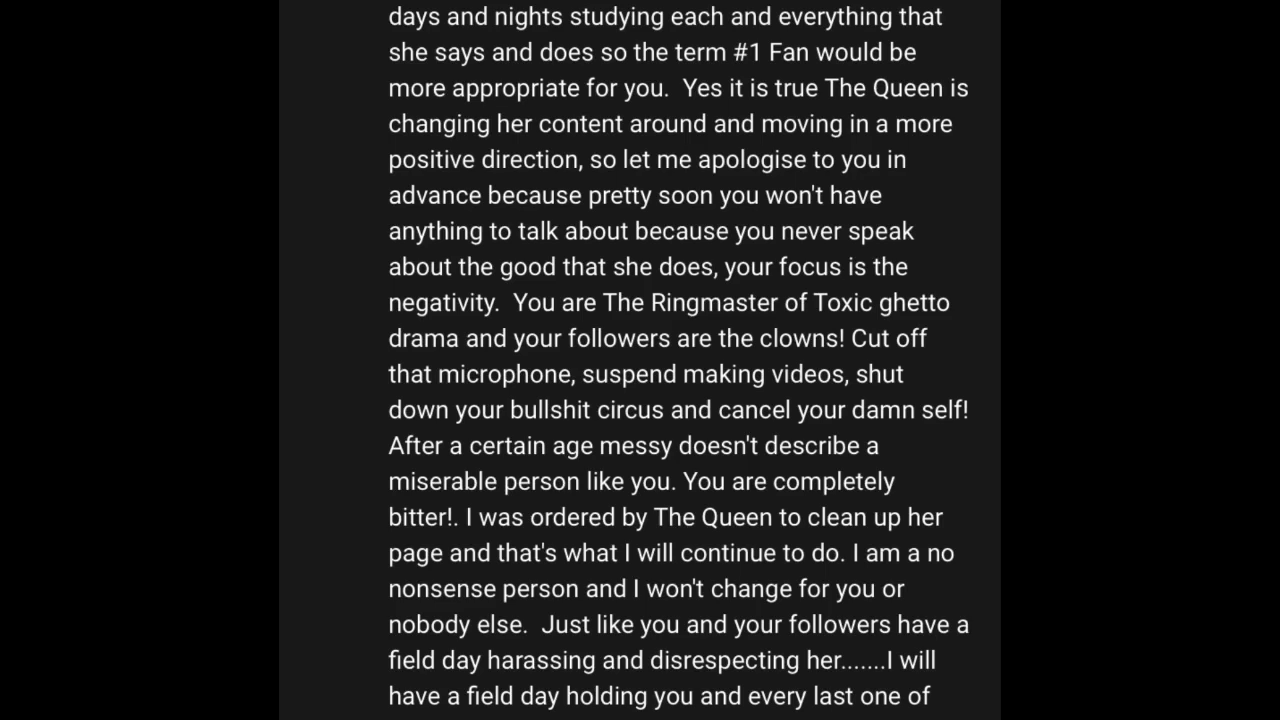 days and nights studying each and everything that
she says and does so the term #1 Fan would be
more appropriate for you.  Yes it is true The Queen is
changing her content around and moving in a more
positive direction, so let me apologise to you in
advance because pretty soon you won't have
anything to talk about because you never speak
about the good that she does, your focus is the
negativity.  You are The Ringmaster of Toxic ghetto
drama and your followers are the clowns! Cut off
that microphone, suspend making videos, shut
down your bullshit circus and cancel your damn self!
After a certain age messy doesn't describe a
miserable person like you. You are completely
bitter!. I was ordered by The Queen to clean up her
page and that's what I will continue to do. I am a no
nonsense person and I won't change for you or
nobody else.  Just like you and your followers have a
field day harassing and disrespecting her.......I will
have a field day holding you and every last one of